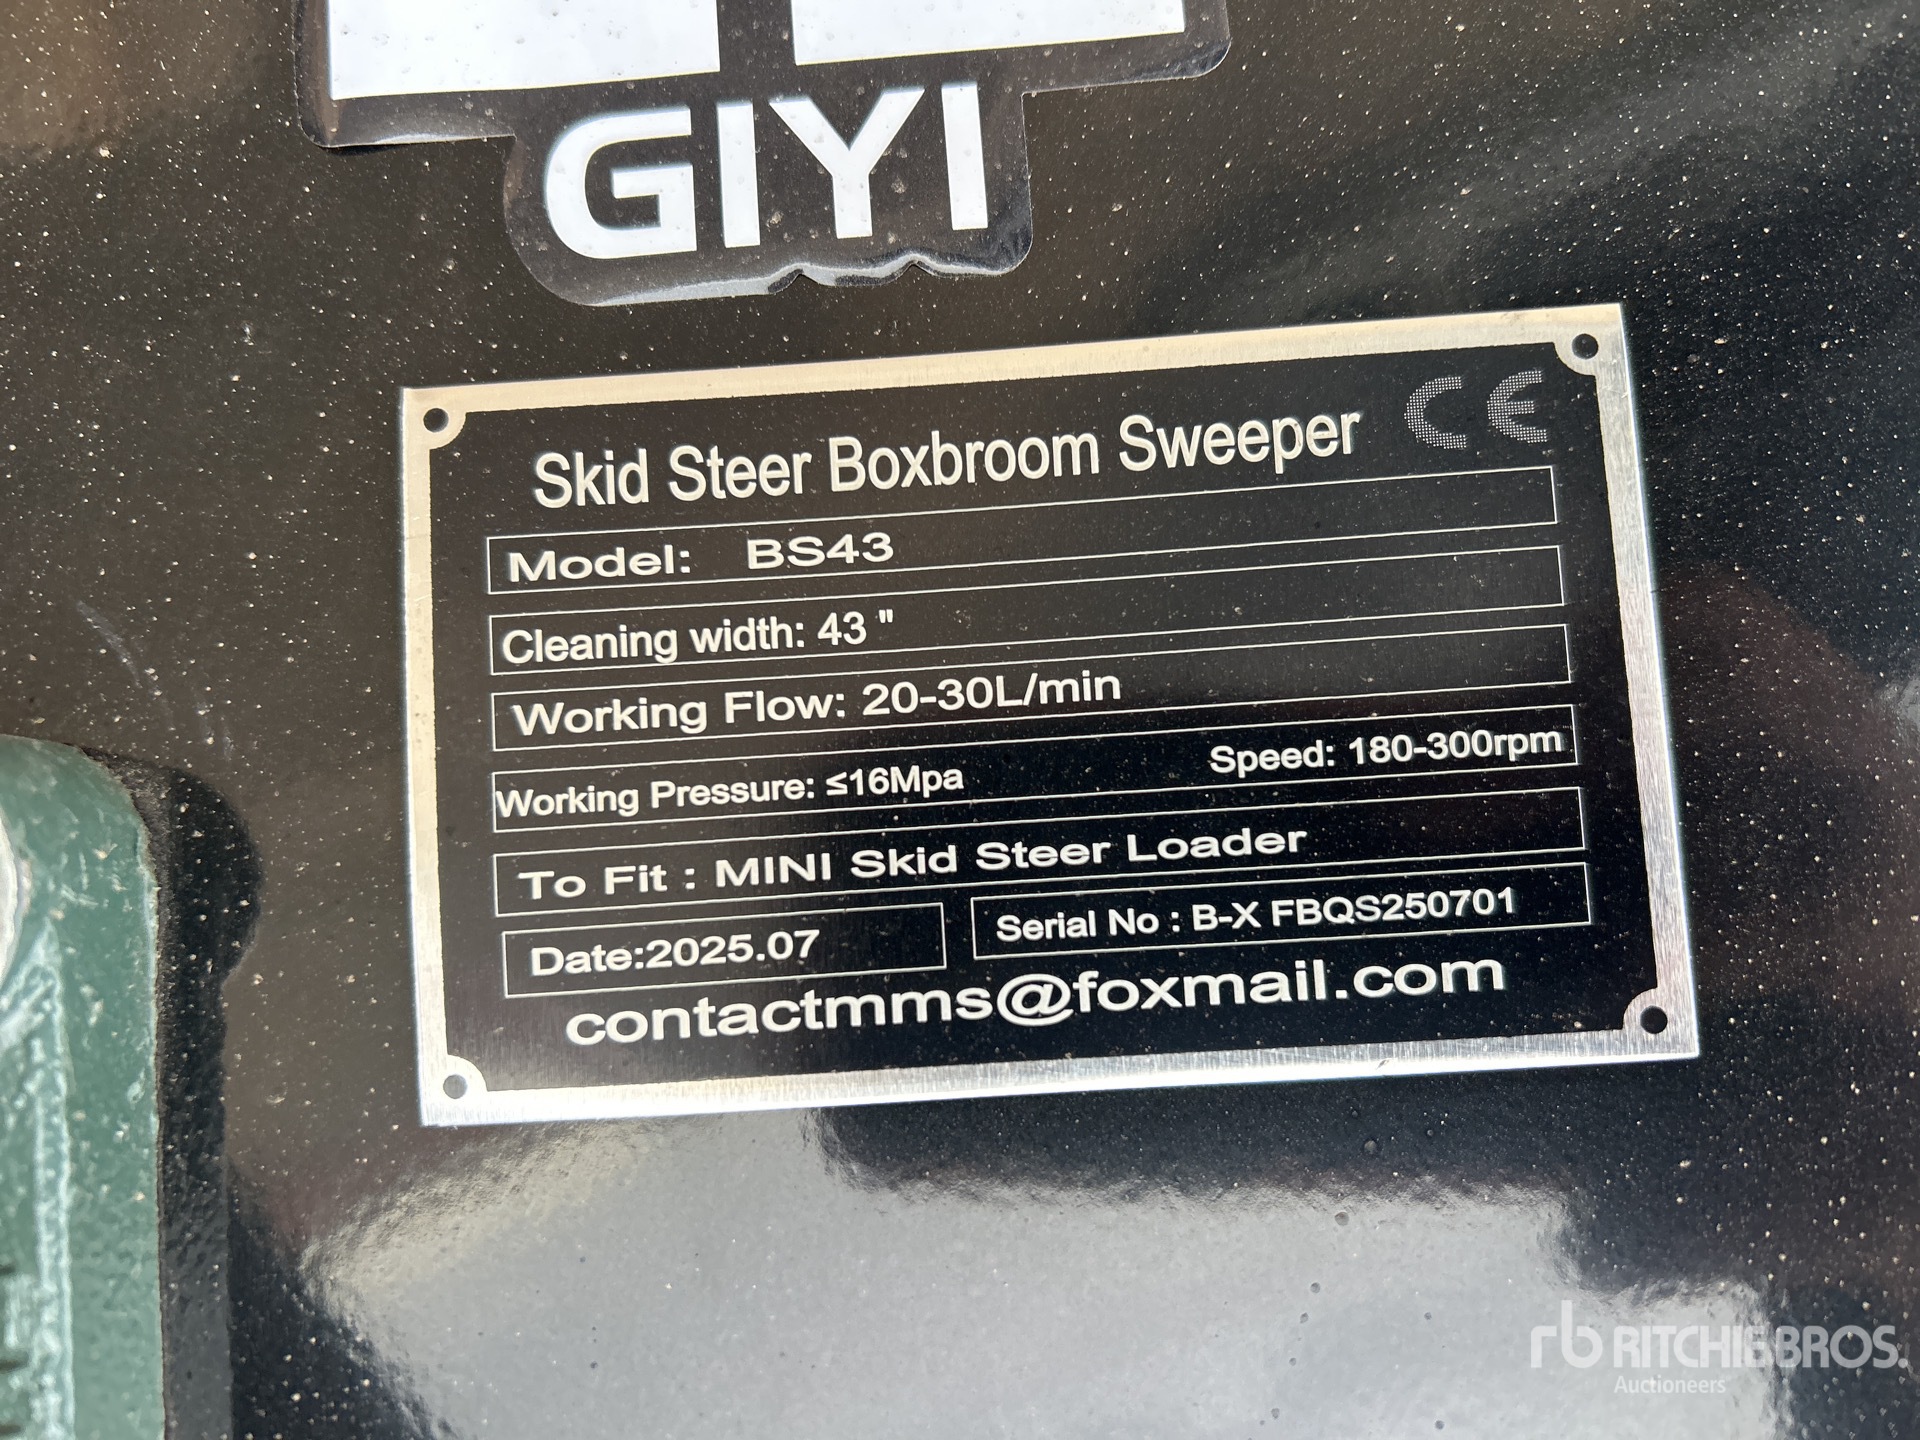 GIYI
Skid Steer Boxbroom Sweeper CE
Model: BS43
Cleaning width: 43 "
Working Flow: 20-30L/min
Working Pressure: ≤16Mpa Speed: 180-300rpm
To Fit : MINI Skid Steer Loader
Date:2025.07 Serial No : B-X FBQS250701
contactmms@foxmail.com
rb RITCHIE BROS.
Auctioneers